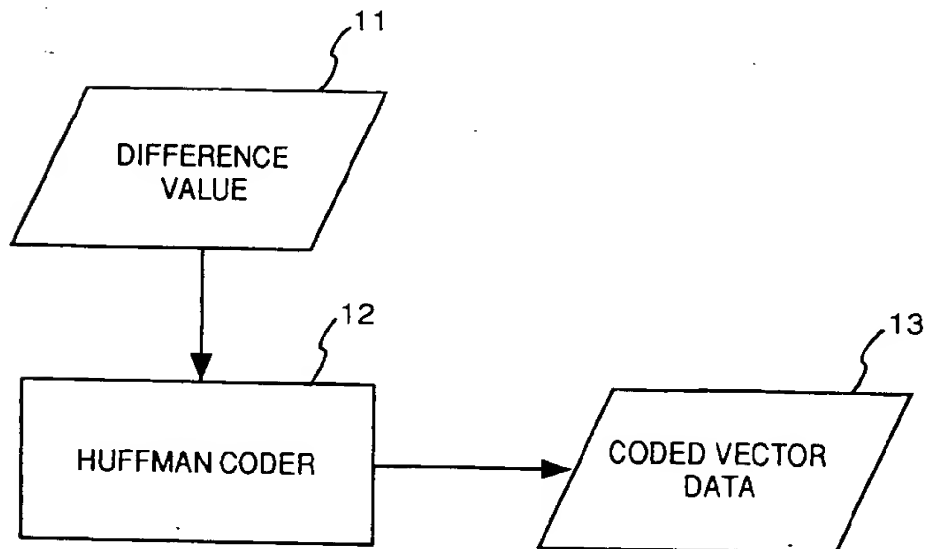 11
DIFFERENCE
VALUE
12
13
HUFFMAN CODER
CODED VECTOR
DATA